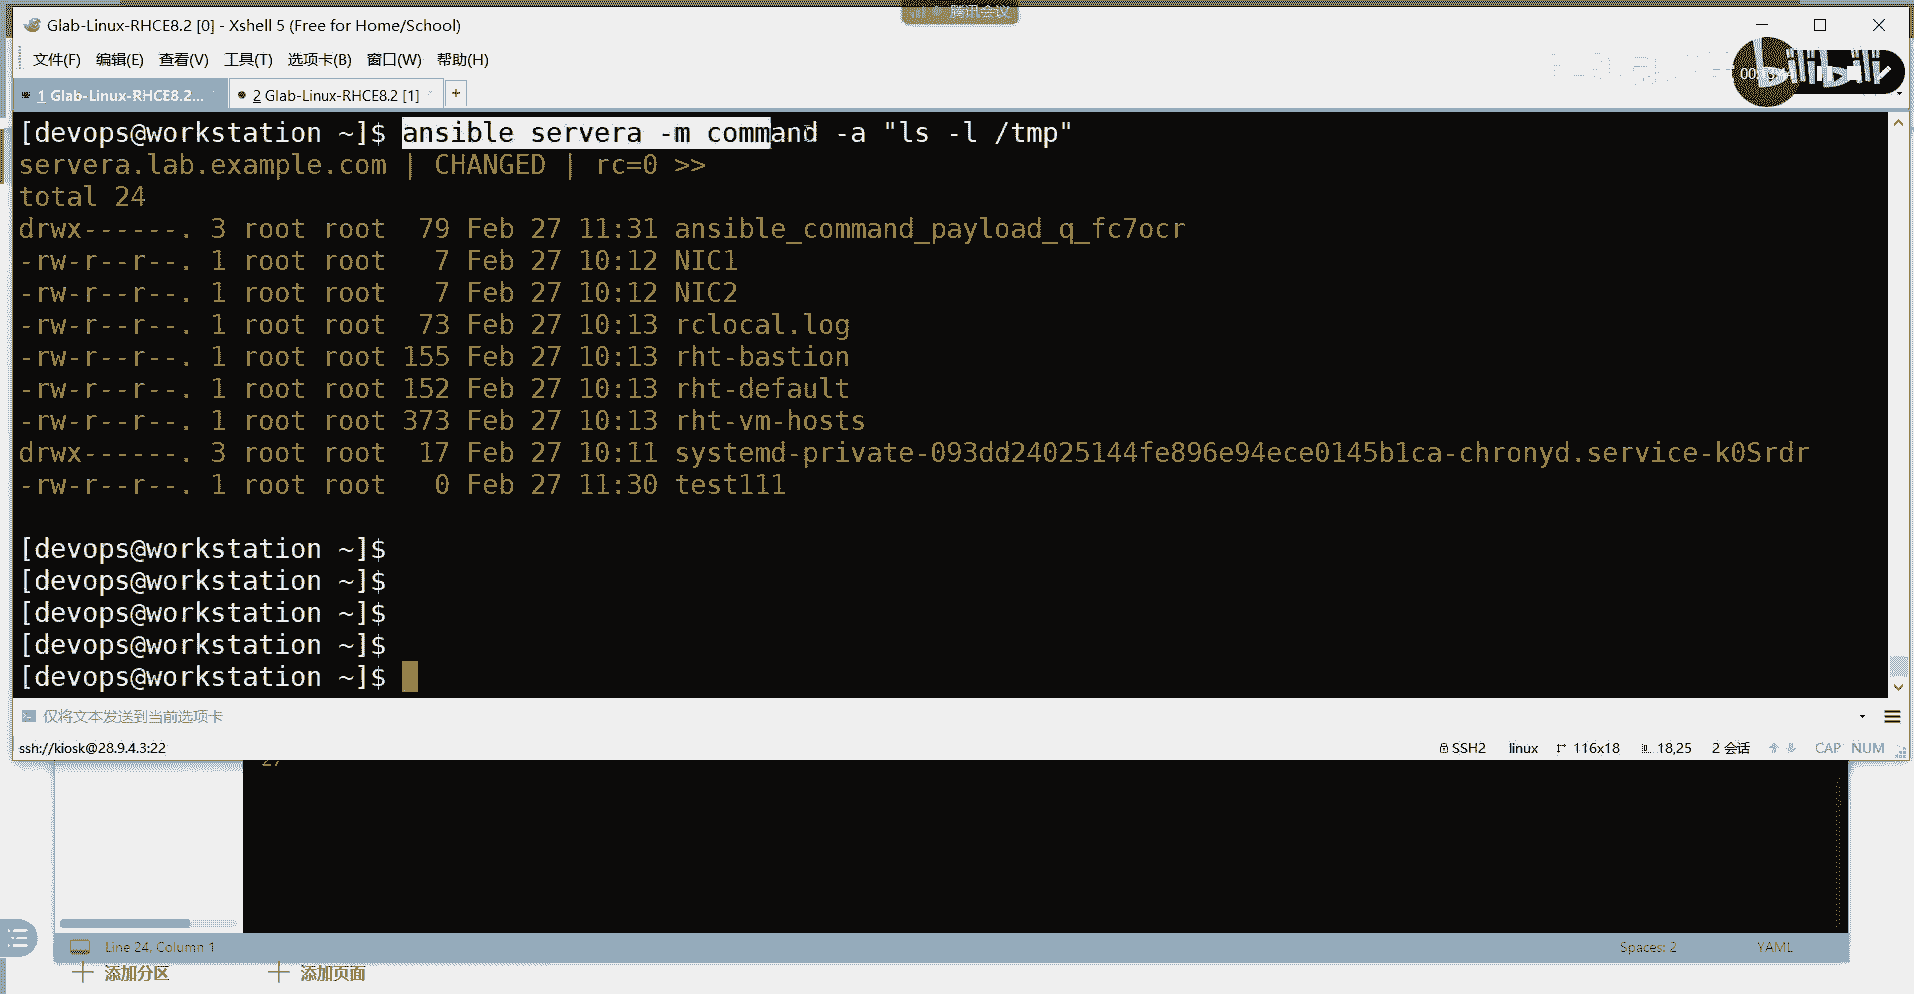 腾讯会议
Glab-Linux-RHCE8.2 [0] - Xshell 5 (Free for Home/School)
文件(F) 编辑(E) 查看(V) 工具(T) 选项卡(B) 窗口(W) 帮助(H)
bilibili
1 Glab-Linux-RHCE8.2... 2 Glab-Linux-RHCE8.2 [1] +
[devops@workstation ~]$ ansible servera -m command -a "ls -l /tmp"
servera.lab.example.com | CHANGED | rc=0 >>
total 24
drwx------. 3 root root  79 Feb 27 11:31 ansible_command_payload_q_fc7ocr
-rw-r--r--. 1 root root   7 Feb 27 10:12 NIC1
-rw-r--r--. 1 root root   7 Feb 27 10:12 NIC2
-rw-r--r--. 1 root root  73 Feb 27 10:13 rclocal.log
-rw-r--r--. 1 root root 155 Feb 27 10:13 rht-bastion
-rw-r--r--. 1 root root 152 Feb 27 10:13 rht-default
-rw-r--r--. 1 root root 373 Feb 27 10:13 rht-vm-hosts
drwx------. 3 root root  17 Feb 27 10:11 systemd-private-093dd24025144fe896e94ece0145b1ca-chronyd.service-k0Srdr
-rw-r--r--. 1 root root   0 Feb 27 11:30 test111
[devops@workstation ~]$
[devops@workstation ~]$
[devops@workstation ~]$
[devops@workstation ~]$
[devops@workstation ~]$
仅将文本发送到当前选项卡
ssh://kiosk@28.9.4.3:22 SSH2 linux 116x18 18,25 2 会话 CAP NUM
27
Line 24, Column 1 Spaces: 2 YAML
添加分区 添加页面